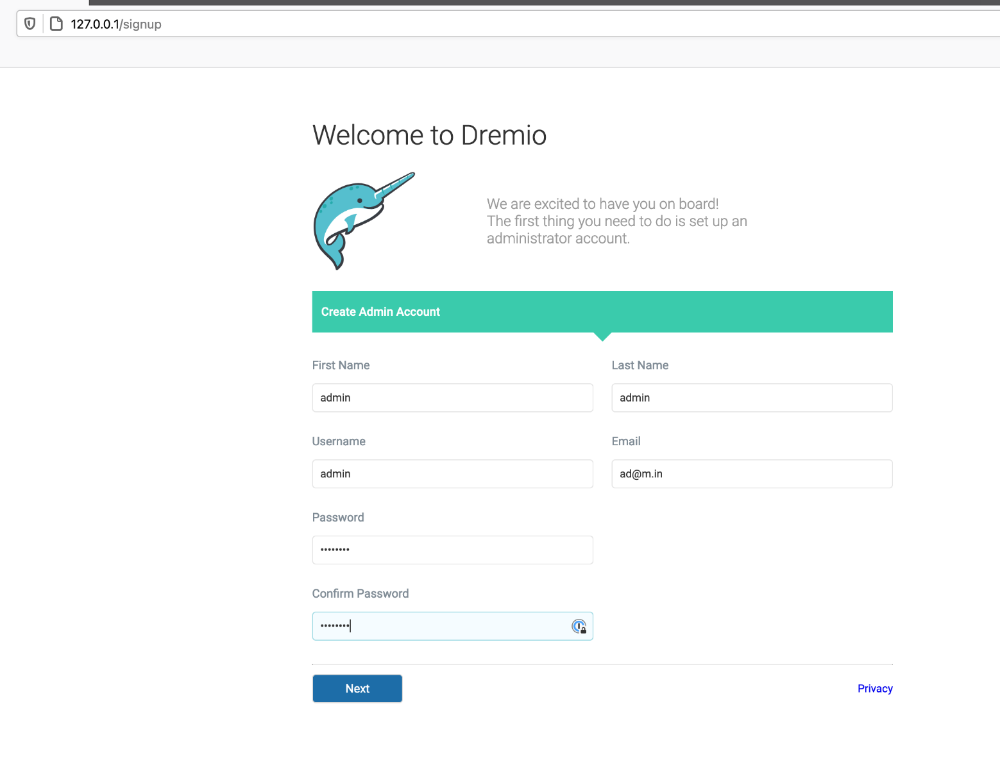 127.0.0.1/signup
Welcome to Dremio
We are excited to have you on board!
The first thing you need to do is set up an
administrator account.
Create Admin Account
First Name
Last Name
admin
admin
Username
Email
admin
ad@m.in
Password
••••••••
Confirm Password
••••••••
Next
Privacy